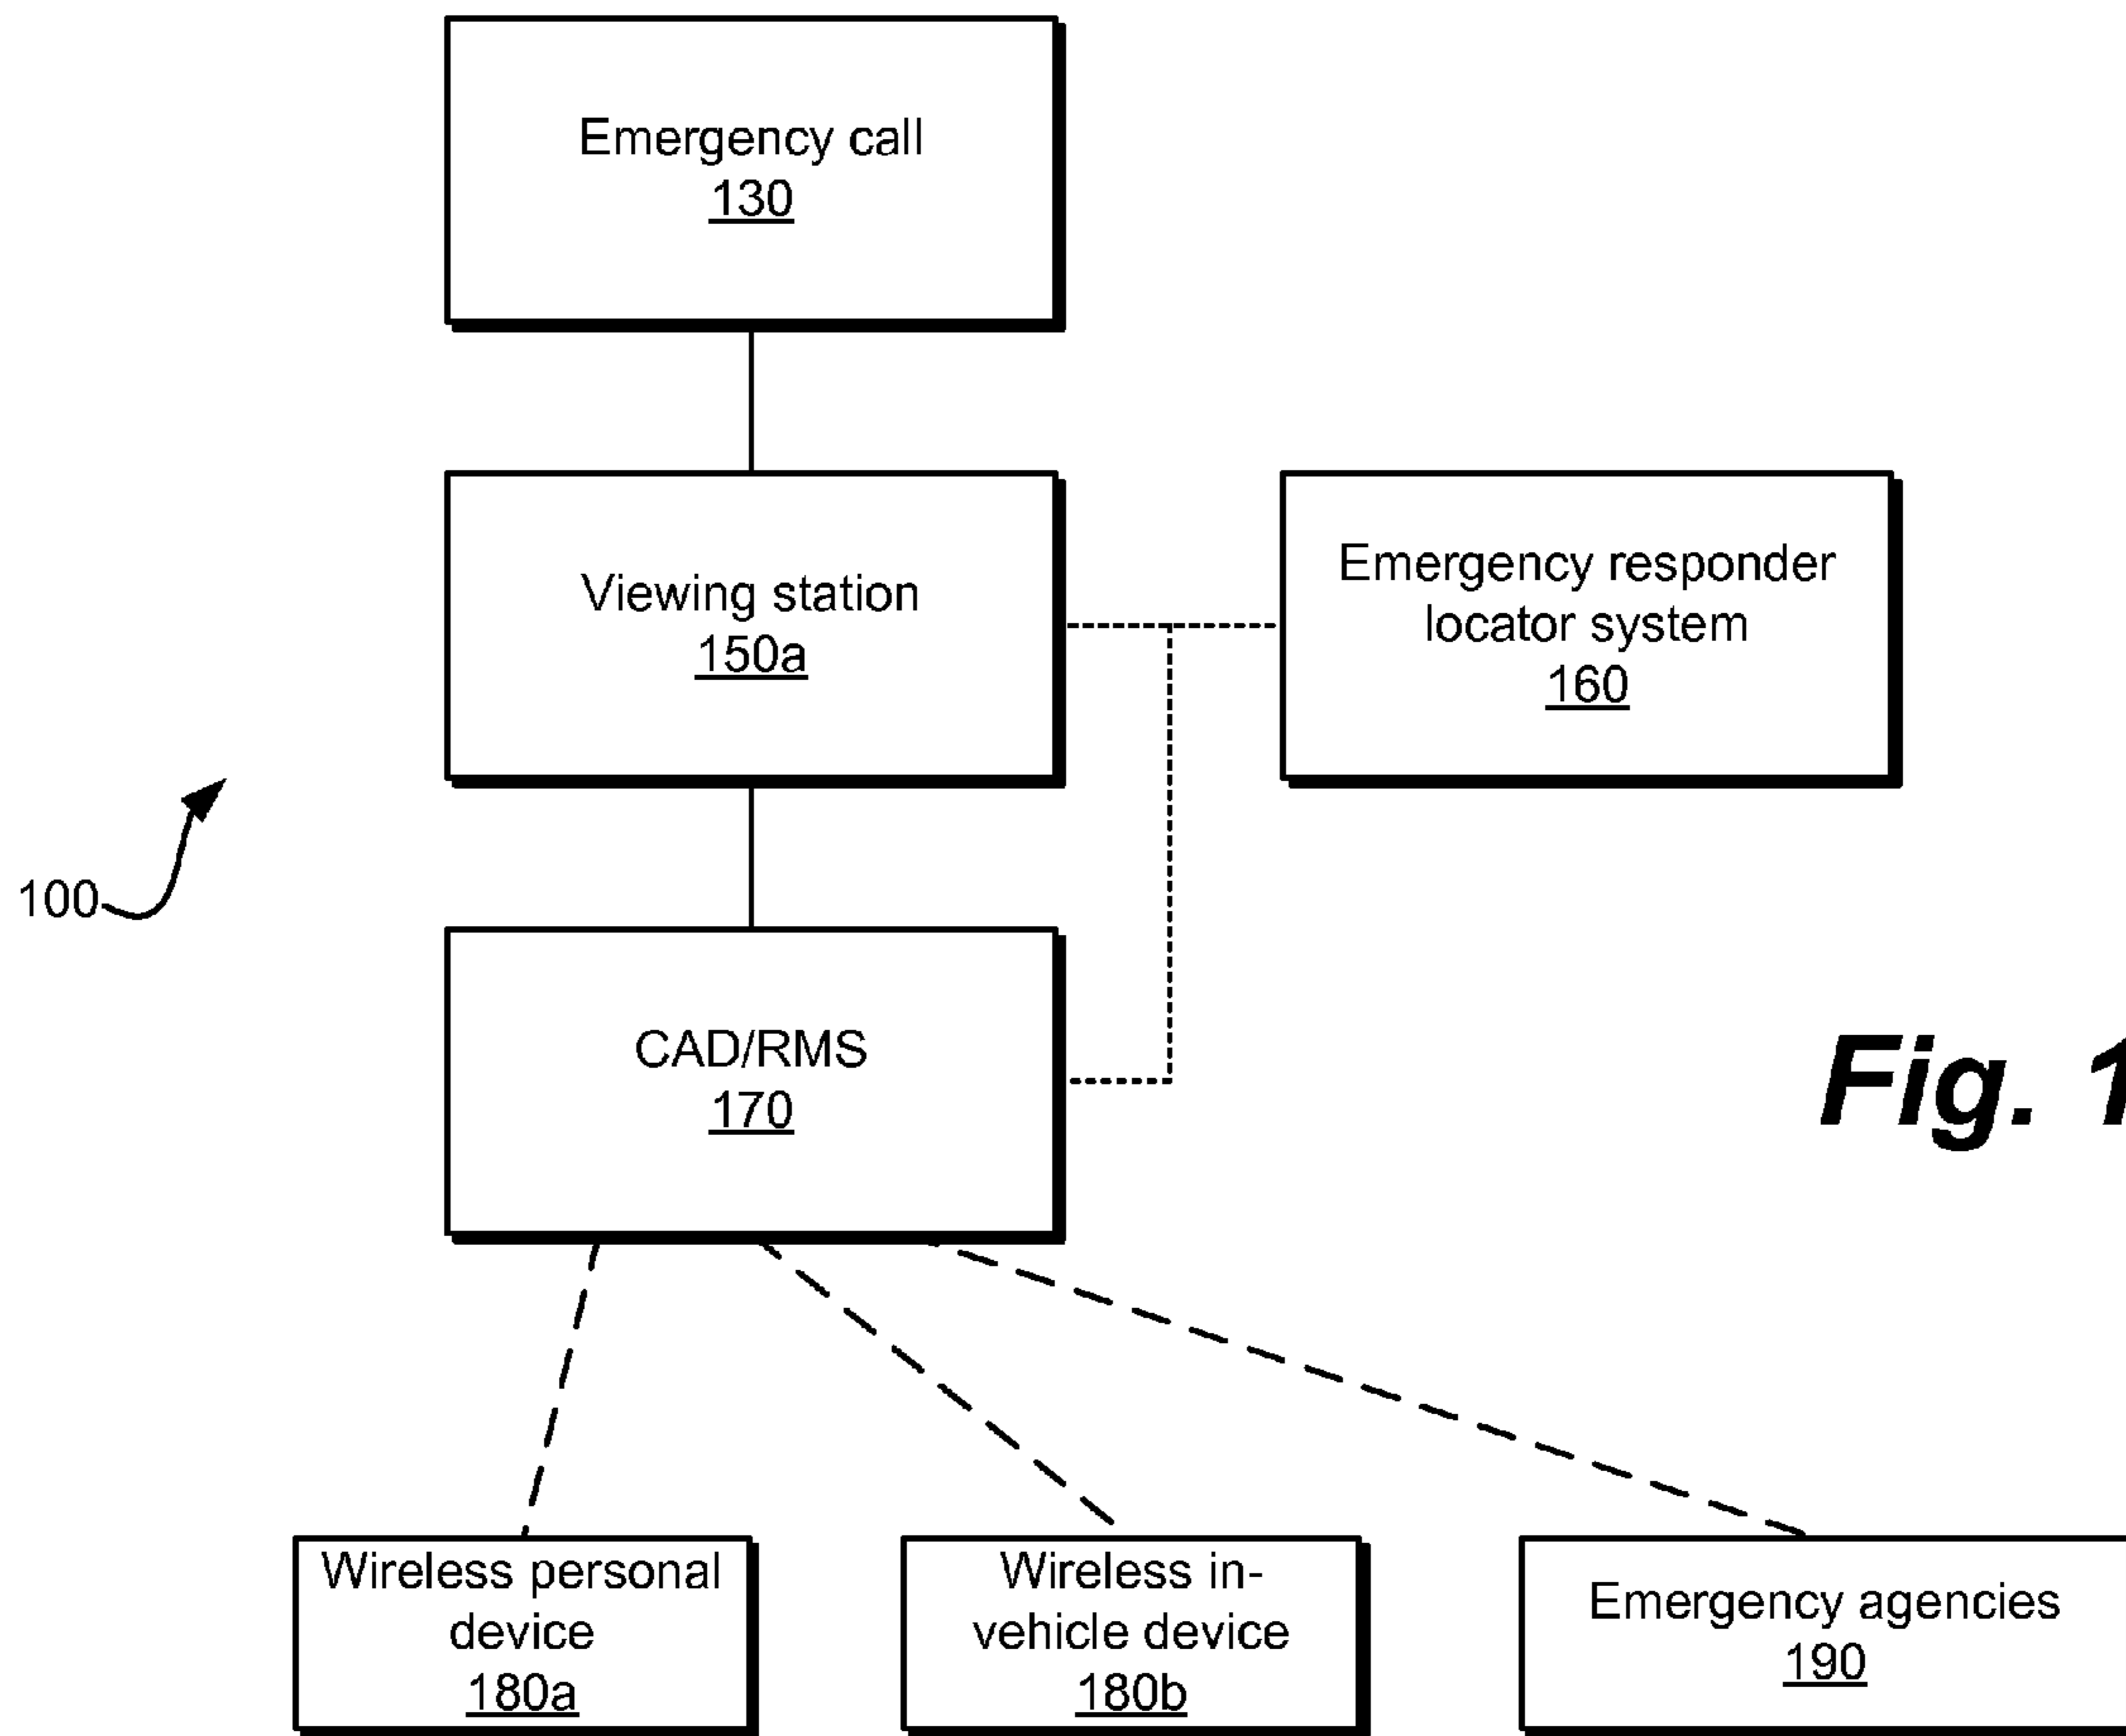 Emergency call
130
Viewing station
150a
Emergency responder
locator system
160
100
CAD/RMS
170
Fig. 1
Wireless personal
device
180a
Wireless in-
vehicle device
180b
Emergency agencies
190